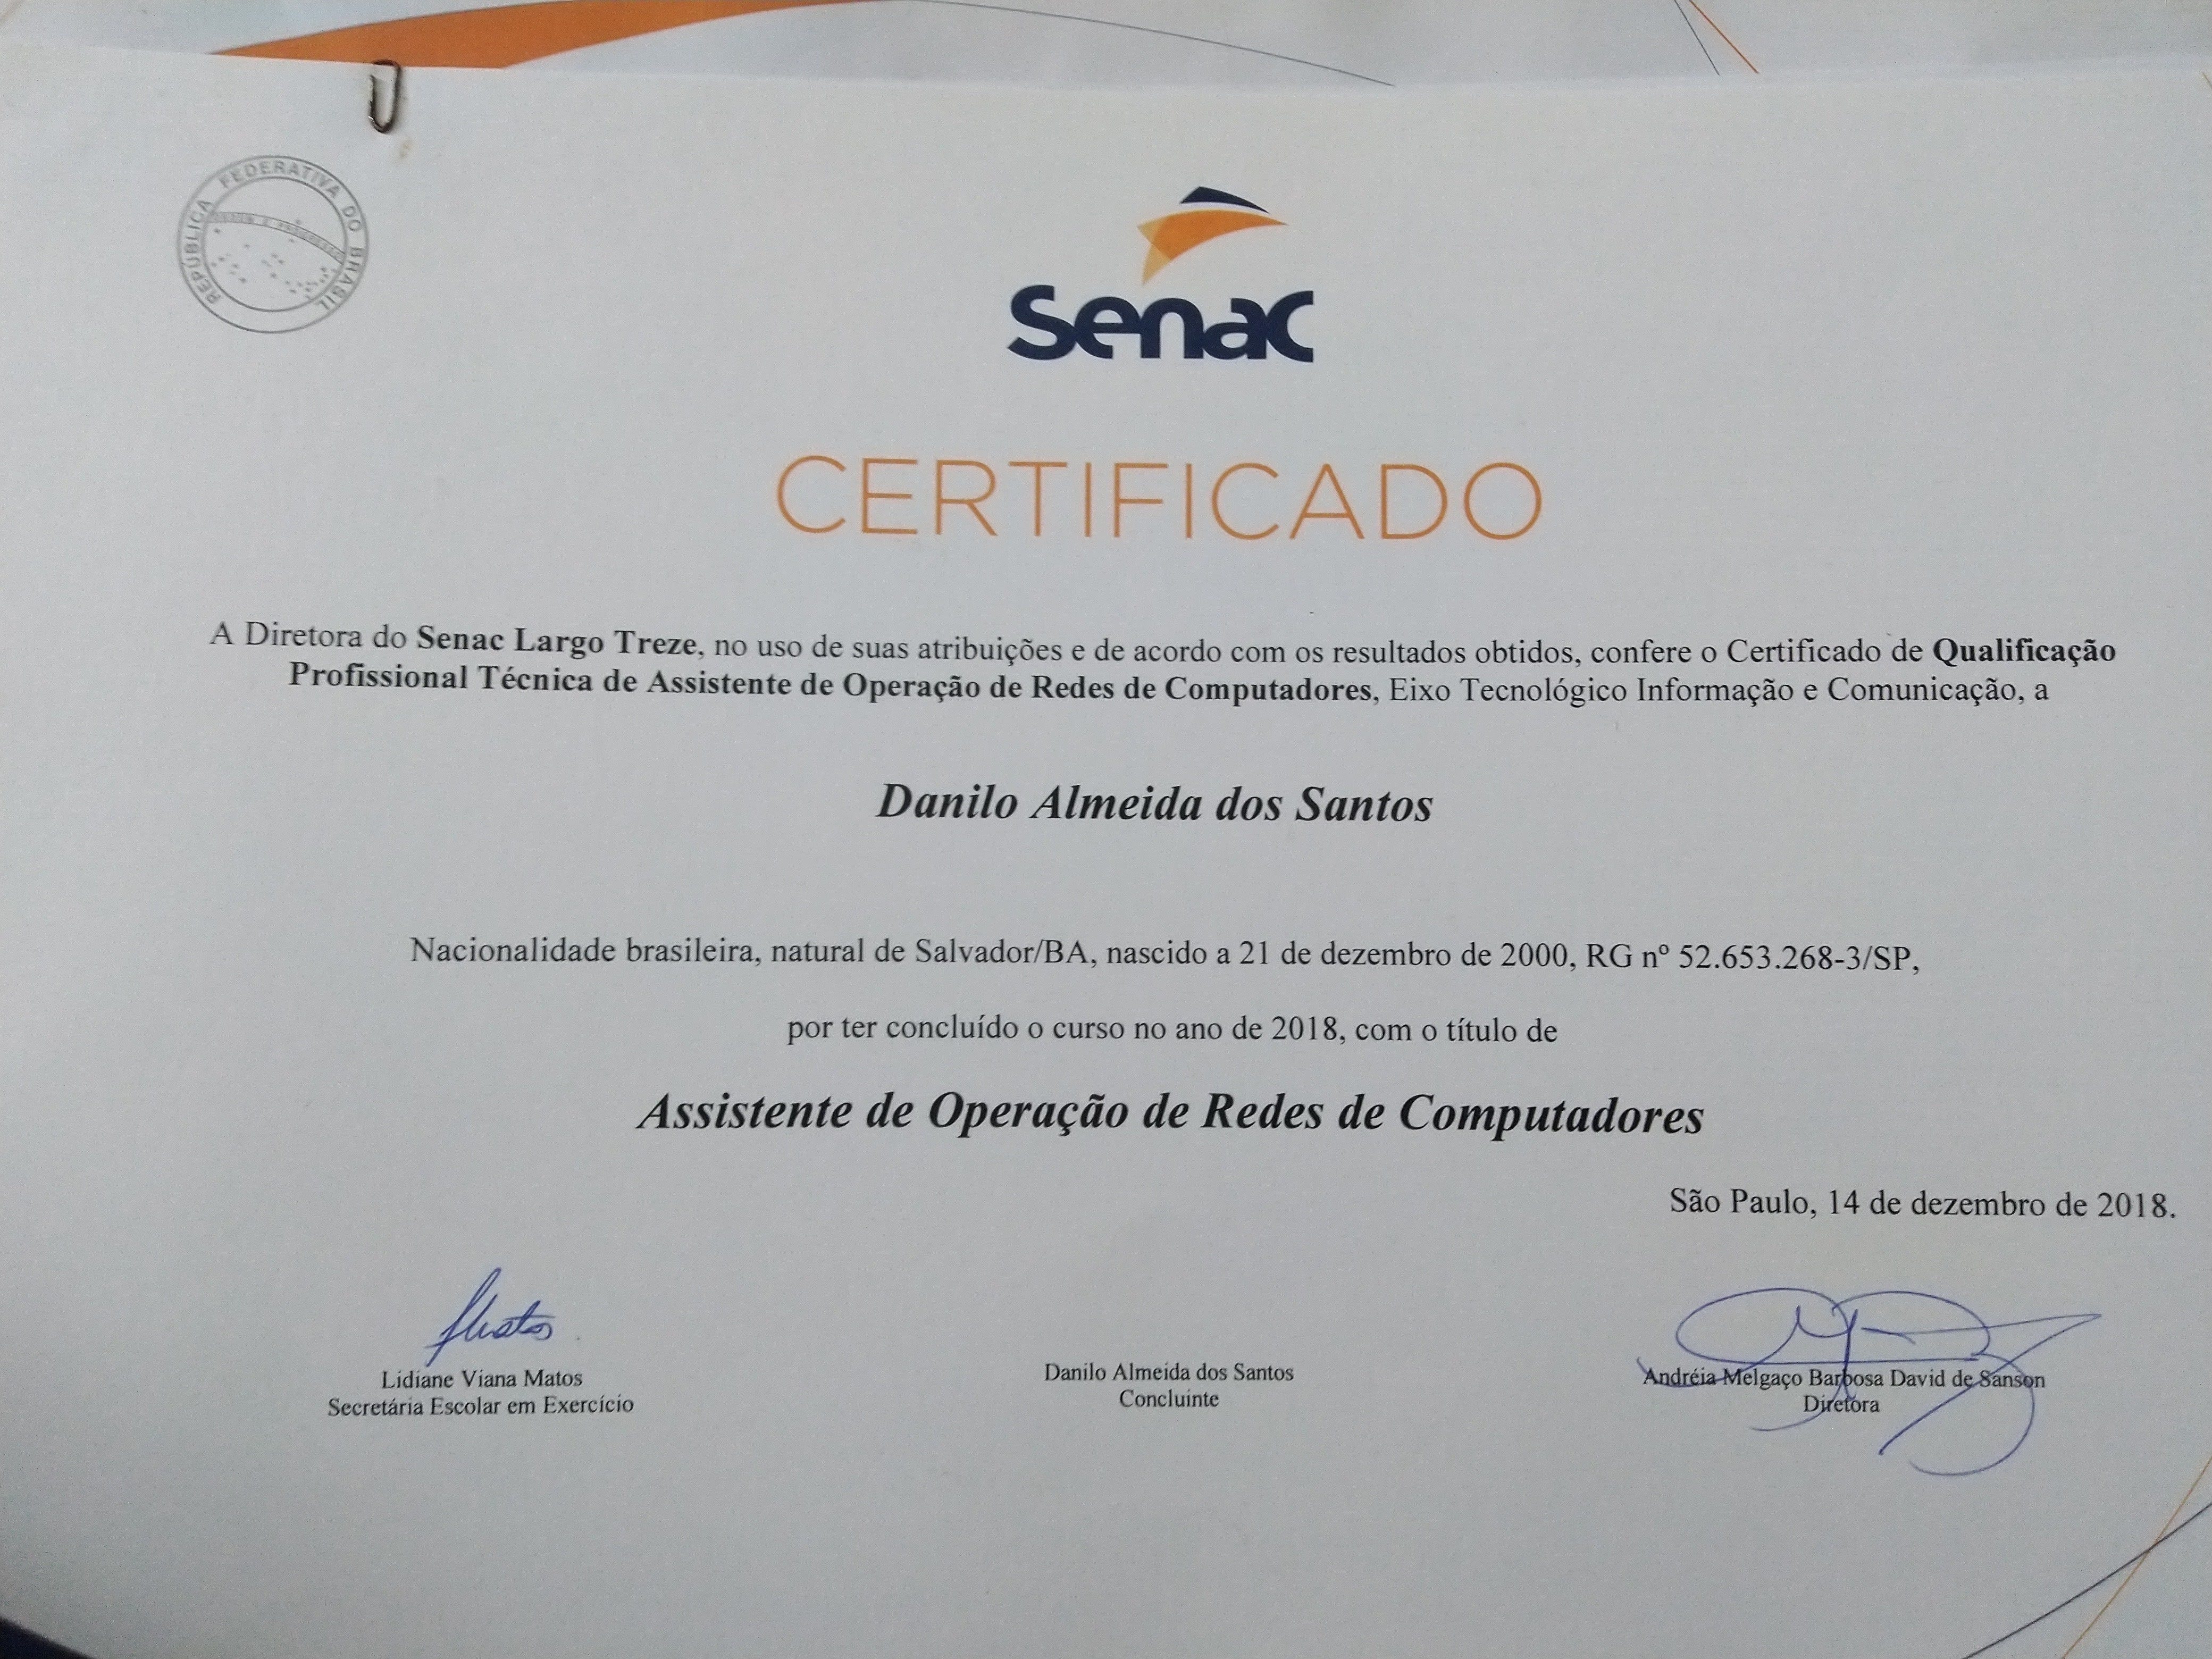 REPÚBLICA FEDERATIVA DO BRASIL
ORDEM E PROGRESSO
Senac
CERTIFICADO
A Diretora do Senac Largo Treze, no uso de suas atribuições e de acordo com os resultados obtidos, confere o Certificado de Qualificação
Profissional Técnica de Assistente de Operação de Redes de Computadores, Eixo Tecnológico Informação e Comunicação, a
Danilo Almeida dos Santos
Nacionalidade brasileira, natural de Salvador/BA, nascido a 21 de dezembro de 2000, RG nº 52.653.268-3/SP,
por ter concluído o curso no ano de 2018, com o título de
Assistente de Operação de Redes de Computadores
São Paulo, 14 de dezembro de 2018.
Lidiane Viana Matos
Secretária Escolar em Exercício
Danilo Almeida dos Santos
Concluinte
Andréia Melgaço Barbosa David de Sanson
Diretora